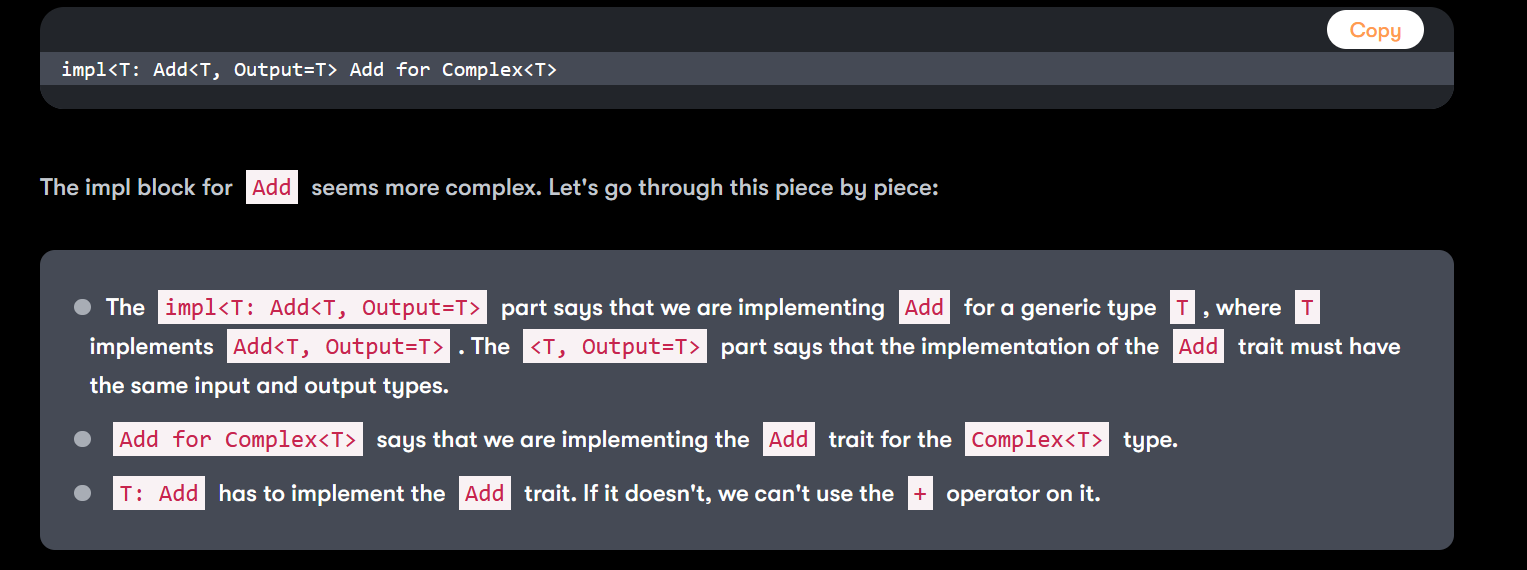 Copy
impl<T: Add<T, Output=T> Add for Complex<T>
The impl block for Add seems more complex. Let's go through this piece by piece:
The impl<T: Add<T, Output=T> part says that we are implementing Add for a generic type T , where T
implements Add<T, Output=T> . The <T, Output=T> part says that the implementation of the Add trait must have
the same input and output types.
Add for Complex<T> says that we are implementing the Add trait for the Complex<T> type.
T: Add has to implement the Add trait. If it doesn't, we can't use the + operator on it.